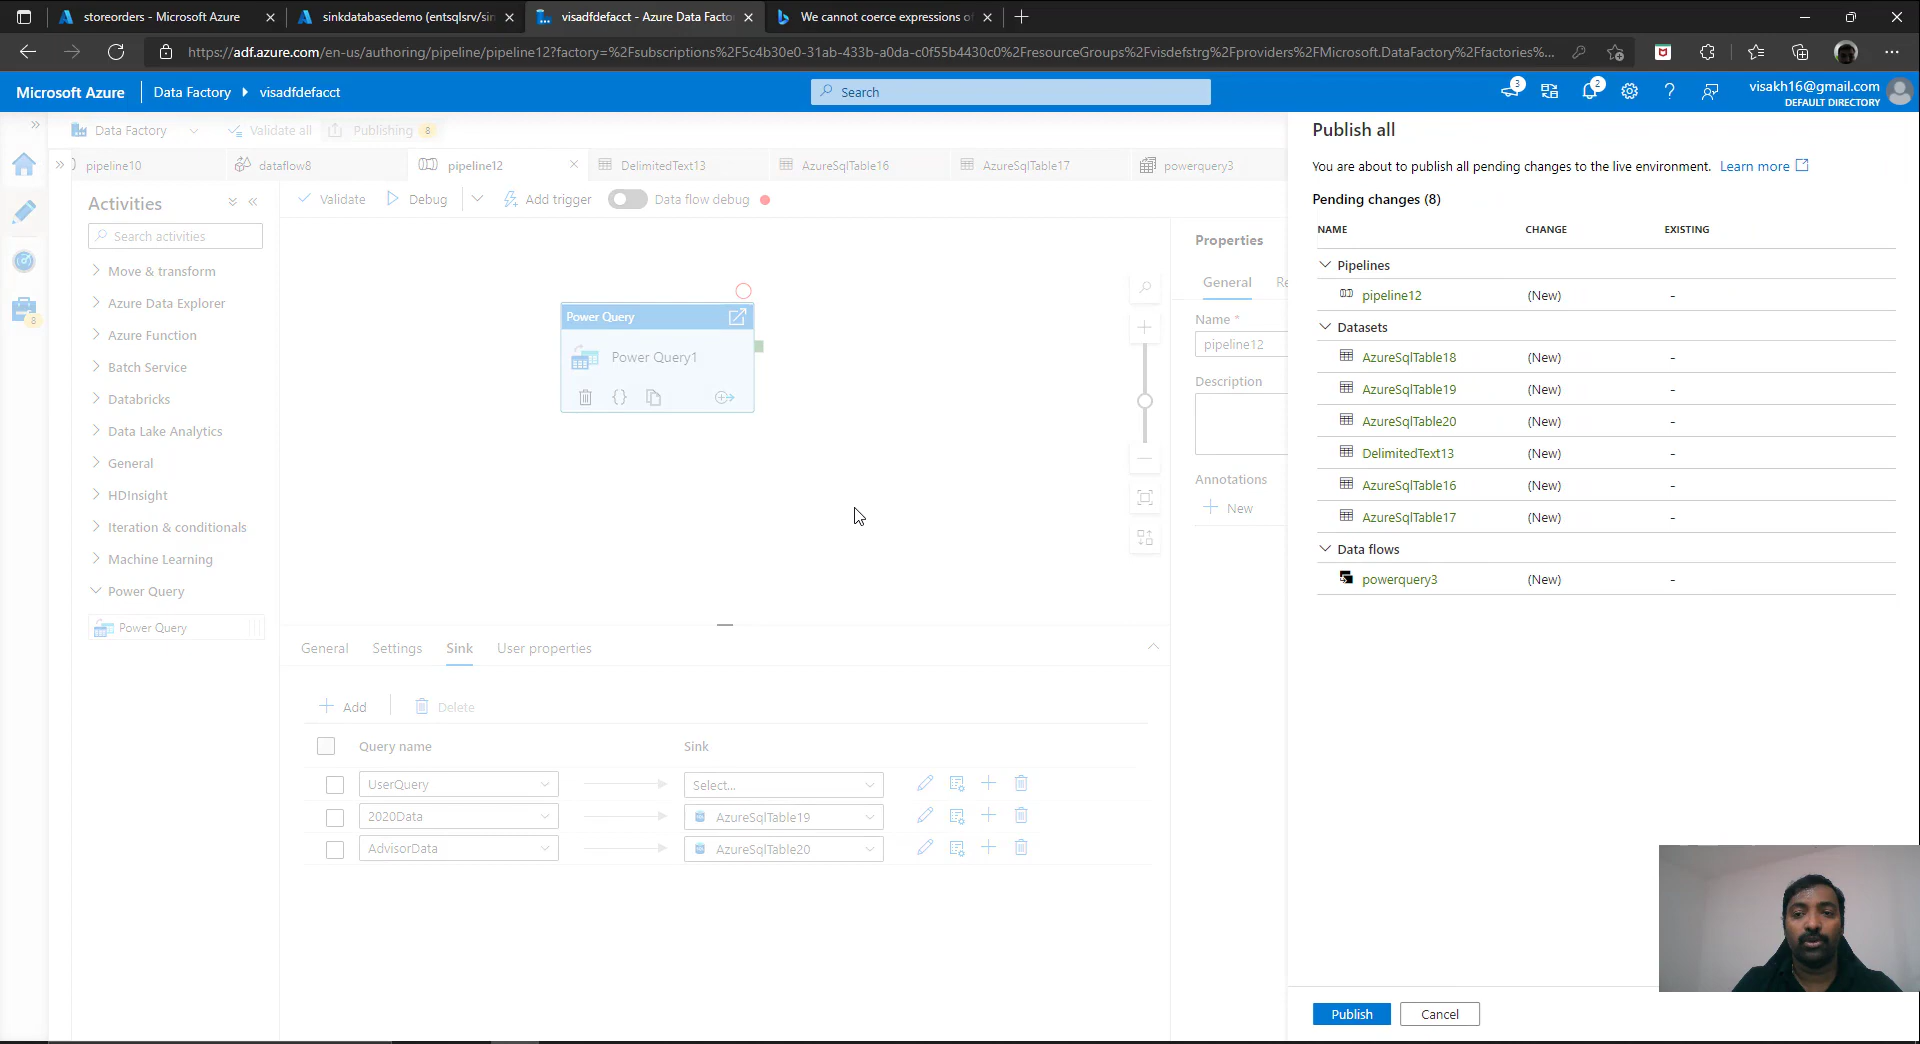 storeorders - Microsoft Azure
sinkdatabasedemo (entsqlsrv/sin
visadfdefacct - Azure Data Facto
We cannot coerce expressions of
https://adf.azure.com/en-us/authoring/pipeline/pipeline12?factory=%2Fsubscriptions%2F5c4b30e0-31ab-433b-a0da-c0f55b4430c0%2FresourceGroups%2Fvisdefstrg%2Fproviders%2FMicrosoft.DataFactory%2Ffactories%...
Microsoft Azure
Data Factory
visadfdefacct
Search
3
2
visakh16@gmail.com
DEFAULT DIRECTORY
Data Factory
Validate all
Publishing
8
pipeline10
dataflow8
pipeline12
DelimitedText13
AzureSqlTable16
AzureSqlTable17
powerquery3
Activities
Search activities
Move & transform
Azure Data Explorer
Azure Function
Batch Service
Databricks
Data Lake Analytics
General
HDInsight
Iteration & conditionals
Machine Learning
Power Query
Power Query
8
Validate
Debug
Add trigger
Data flow debug
Power Query
Power Query1
{}
General
Settings
Sink
User properties
Add
Delete
Query name
Sink
UserQuery
Select...
2020Data
AzureSqlTable19
AdvisorData
AzureSqlTable20
Properties
General
Re
Name *
pipeline12
Description
Annotations
New
Publish all
You are about to publish all pending changes to the live environment. Learn more
Pending changes (8)
NAME CHANGE EXISTING
Pipelines
pipeline12 (New) -
Datasets
AzureSqlTable18 (New) -
AzureSqlTable19 (New) -
AzureSqlTable20 (New) -
DelimitedText13 (New) -
AzureSqlTable16 (New) -
AzureSqlTable17 (New) -
Data flows
powerquery3 (New) -
Publish
Cancel